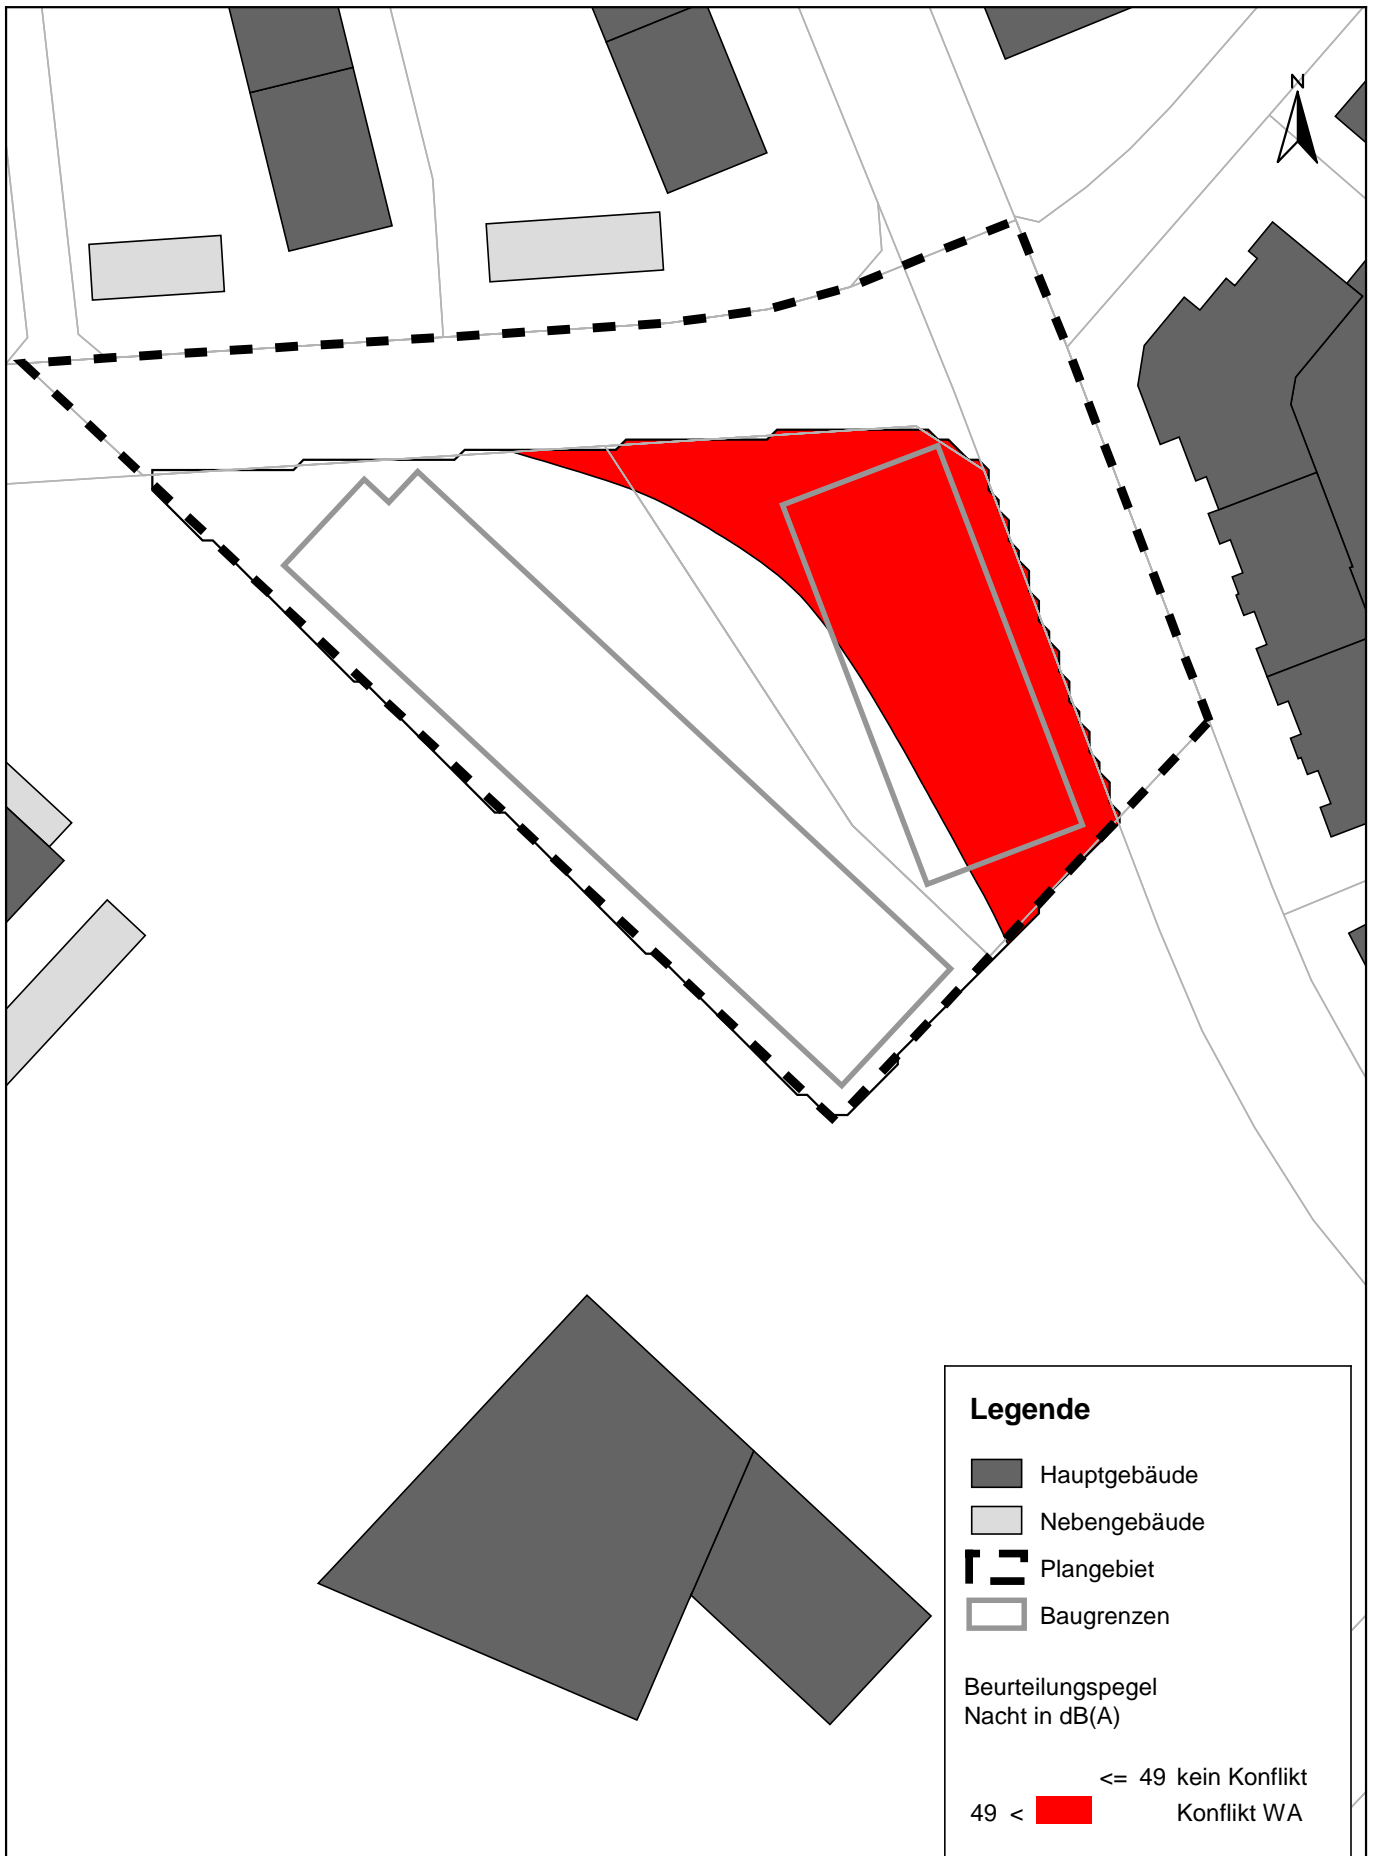 N
Legende
Hauptgebäude
Nebengebäude
Plangebiet
Baugrenzen
Beurteilungspegel
Nacht in dB(A)
<= 49 kein Konflikt
49 < Konflikt WA